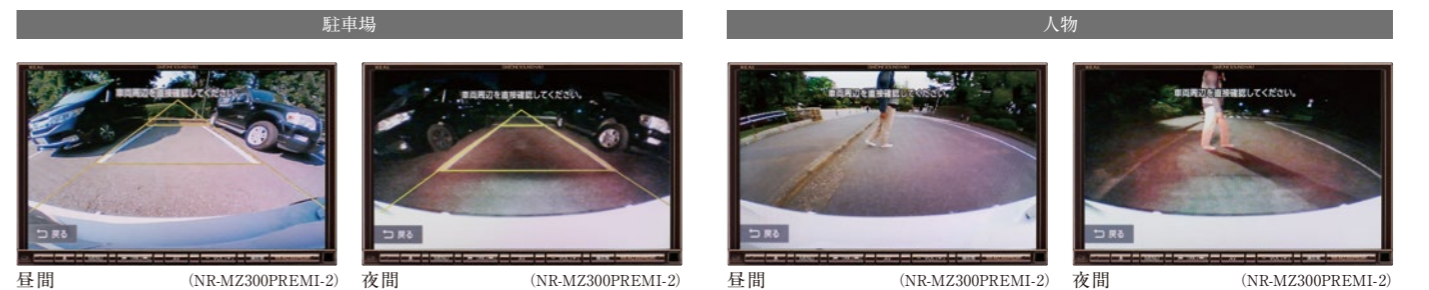 駐車場
人物
車両周辺を直接確認してください。
車両周辺を直接確認してください。
車両周辺を直接確認してください。
車両周辺を直接確認してください。
戻る
戻る
戻る
戻る
昼間 (NR-MZ300PREMI-2)
夜間 (NR-MZ300PREMI-2)
昼間 (NR-MZ300PREMI-2)
夜間 (NR-MZ300PREMI-2)